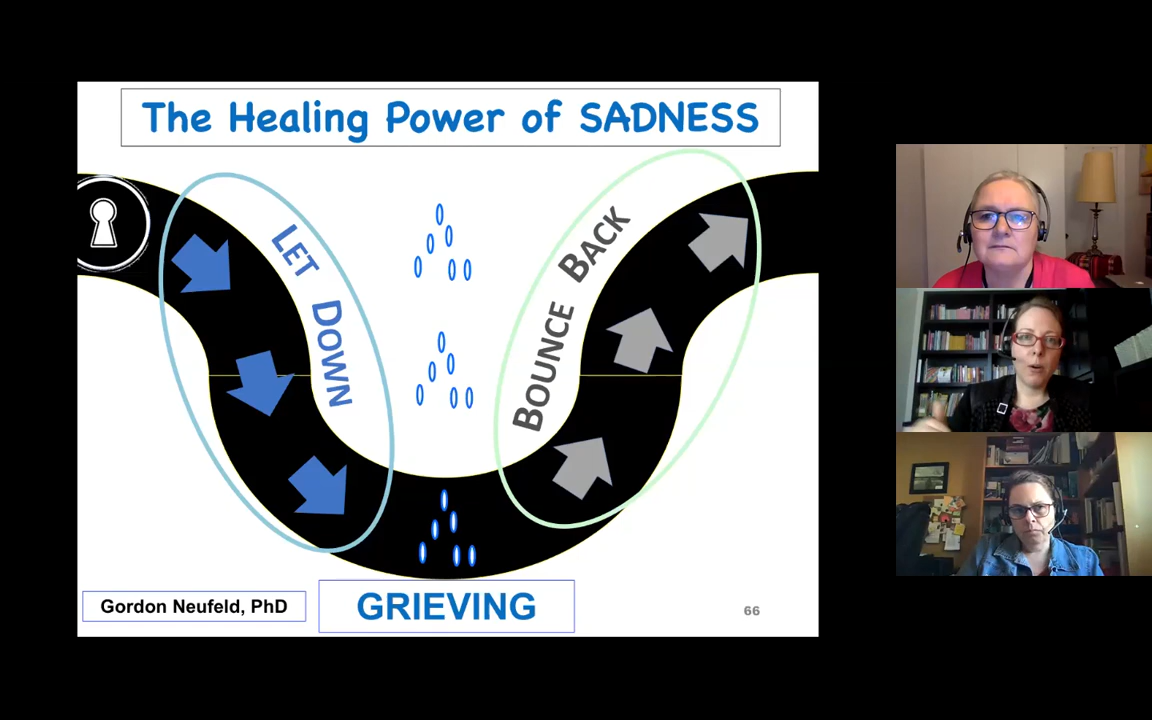 The Healing Power of SADNESS
LET DOWN
BOUNCE BACK
Gordon Neufeld, PhD
GRIEVING
66